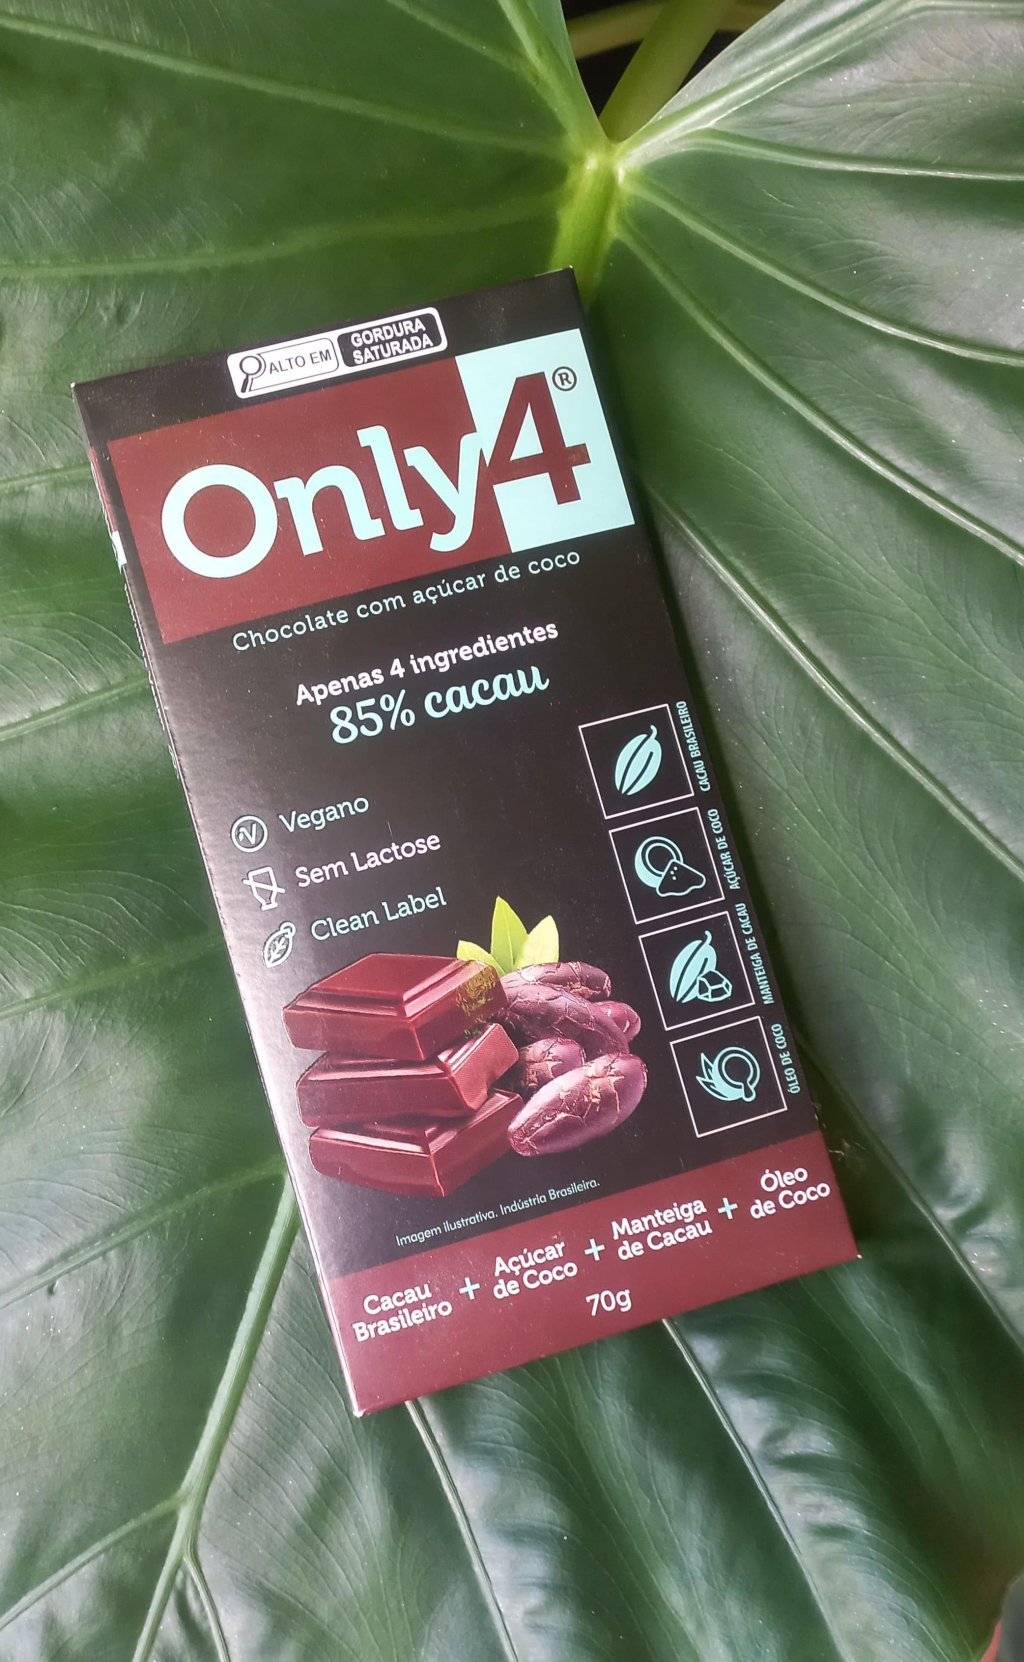 ALTO EM
GORDURA
SATURADA
Only4®
Chocolate com açúcar de coco
Apenas 4 ingredientes
85% cacau
Vegano
Sem Lactose
Clean Label
CACAU BRASILEIRO
AÇÚCAR DE COCO
MANTEIGA DE CACAU
ÓLEO DE COCO
Imagem ilustrativa. Indústria Brasileira.
Cacau
Brasileiro
+
Açúcar
de Coco
+
Manteiga
de Cacau
+
Óleo
de Coco
70g